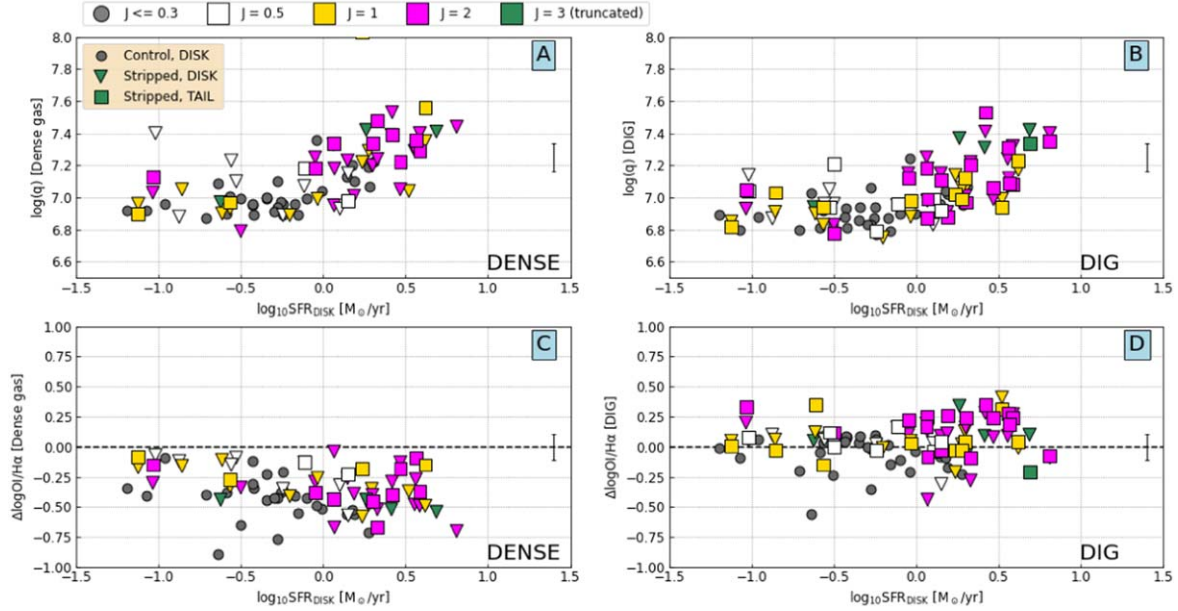 J <= 0.3 J = 0.5 J = 1 J = 2 J = 3 (truncated)
Control, DISK
Stripped, DISK
Stripped, TAIL
A
8.0
7.8
7.6
7.4
7.2
7.0
6.8
6.6
log(q) [Dense gas]
DENSE
−1.5 −1.0 −0.5 0.0 0.5 1.0 1.5
log₁₀SFR_DISK [M☉/yr]
B
8.0
7.8
7.6
7.4
7.2
7.0
6.8
6.6
log(q) [DIG]
DIG
−1.5 −1.0 −0.5 0.0 0.5 1.0 1.5
log₁₀SFR_DISK [M☉/yr]
C
1.00
0.75
0.50
0.25
0.00
−0.25
−0.50
−0.75
−1.00
ΔlogOI/Hα [Dense gas]
DENSE
−1.5 −1.0 −0.5 0.0 0.5 1.0 1.5
log₁₀SFR_DISK [M☉/yr]
D
1.00
0.75
0.50
0.25
0.00
−0.25
−0.50
−0.75
−1.00
ΔlogOI/Hα [DIG]
DIG
−1.5 −1.0 −0.5 0.0 0.5 1.0 1.5
log₁₀SFR_DISK [M☉/yr]